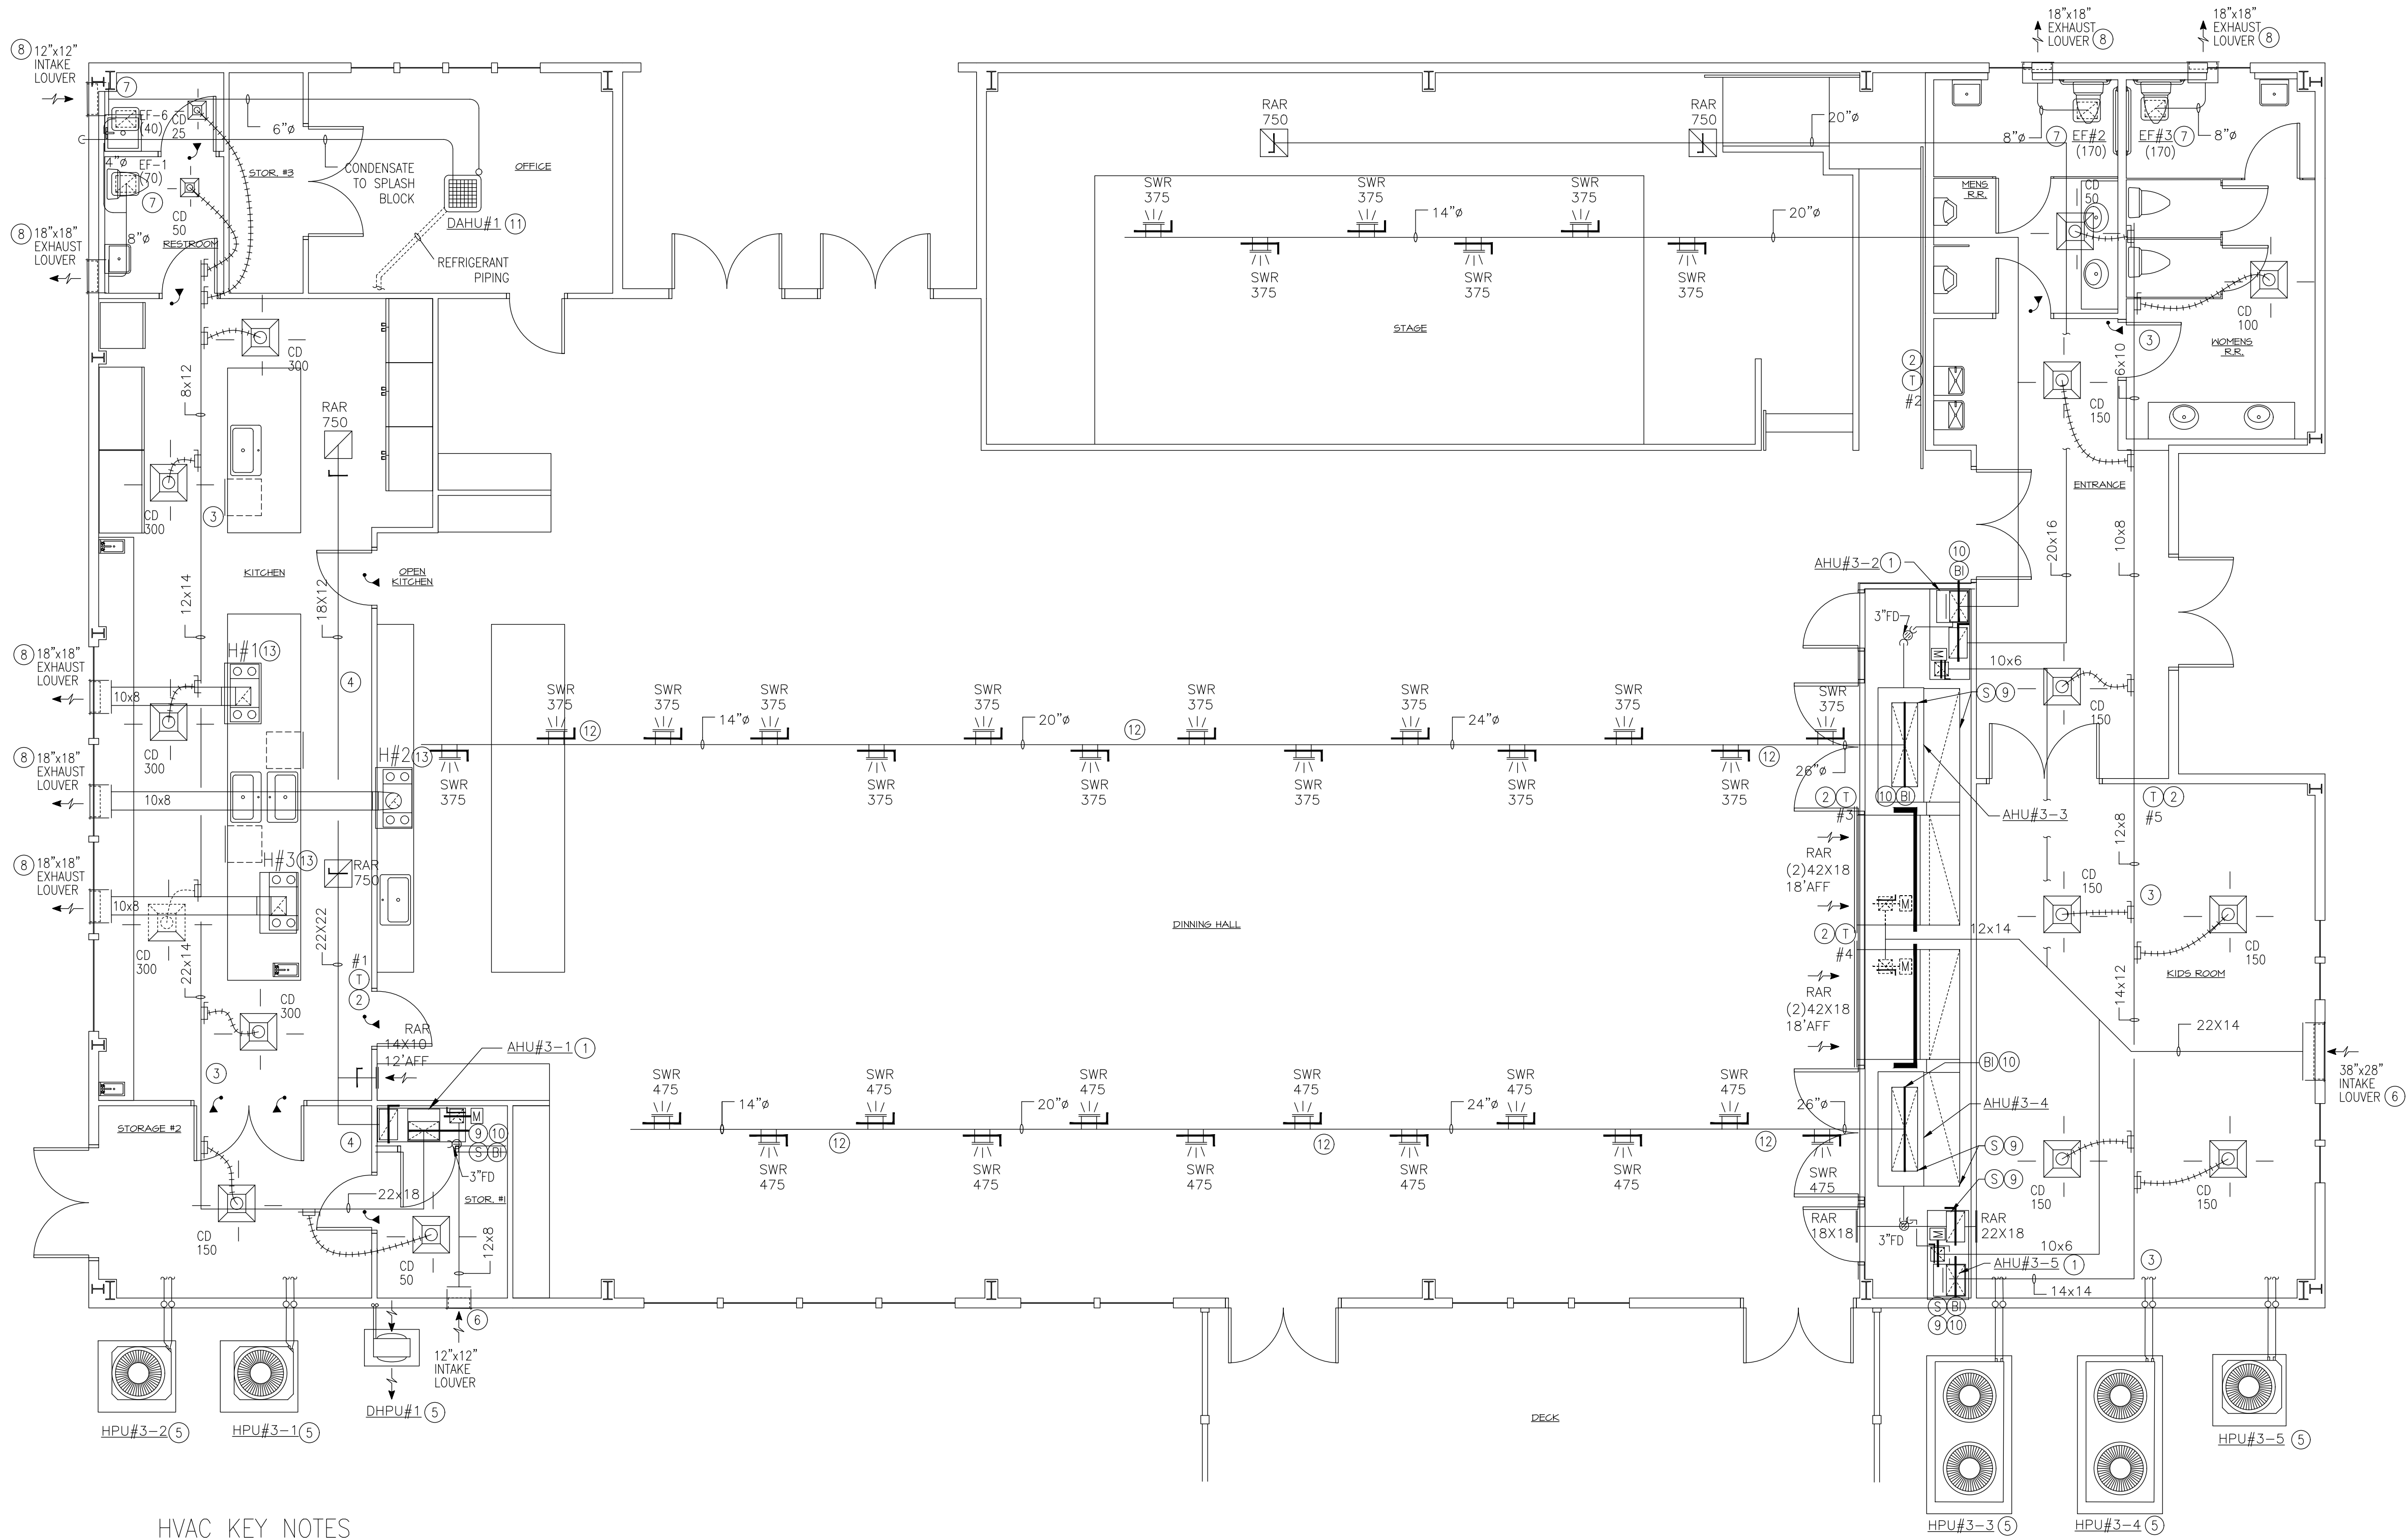 8 12"x12"
INTAKE
LOUVER
7
EF-6
(40)
CD
25
6"ø
4"ø
EF-1
(70)
7
CD
50
RESTROOM
8"ø
8 18"x18"
EXHAUST
LOUVER
STOR. #3
CONDENSATE
TO SPLASH
BLOCK
OFFICE
DAHU#1 11
REFRIGERANT
PIPING
RAR
750
RAR
750
20"ø
SWR
375
SWR
375
SWR
375
14"ø
20"ø
SWR
375
SWR
375
SWR
375
STAGE
18"x18"
EXHAUST
LOUVER 8
18"x18"
EXHAUST
LOUVER 8
8"ø
7 EF#2
(170)
EF#3 7
(170)
8"ø
MENS
R.R.
CD
50
CD
100
WOMENS
R.R.
3
6x10
2
T
#2
CD
150
ENTRANCE
20x16
10x8
CD
300
8x12
RAR
750
CD
300
3
KITCHEN
OPEN
KITCHEN
12x14
18X12
H#1 13
8 18"x18"
EXHAUST
LOUVER
10x8
4
CD
300
H#2 13
8 18"x18"
EXHAUST
LOUVER
10x8
H#3 13
8 18"x18"
EXHAUST
LOUVER
10x8
RAR
750
CD
300
22x14
22X22
#1
T
2
CD
300
RAR
14X10
12'AFF
AHU#3-1 1
3
STORAGE #2
4
M
9 10
S BI
3"FD
STOR. #1
22x18
CD
150
CD
50
12x8
6
12"x12"
INTAKE
LOUVER
HPU#3-2 5
HPU#3-1 5
DHPU#1 5
SWR
375
SWR
375
SWR
375
SWR
375
SWR
375
SWR
375
SWR
375
SWR
375
12
14"ø
20"ø
12
24"ø
12
26"ø
SWR
375
SWR
375
SWR
375
SWR
375
SWR
375
SWR
375
DINNING HALL
SWR
475
SWR
475
SWR
475
SWR
475
SWR
475
SWR
475
14"ø
20"ø
24"ø
26"ø
12
12
12
SWR
475
SWR
475
SWR
475
SWR
475
SWR
475
SWR
475
AHU#3-2 1
10
BI
3"FD
M
10x6
S 9
CD
150
10 BI
AHU#3-3
2 T
#3
RAR
(2)42X18
18'AFF
M
2 T
#4
M
12x14
RAR
(2)42X18
18'AFF
T 2
#5
12x8
CD
150
3
CD
150
KIDS ROOM
14x12
22X14
38"x28"
INTAKE
LOUVER 6
BI 10
AHU#3-4
S 9
S 9
CD
150
CD
150
RAR
18X18
3"FD
M
RAR
22X18
10x6
AHU#3-5 1
3
14x14
S BI
9 10
DECK
HPU#3-3 5
HPU#3-4 5
HPU#3-5 5
HVAC KEY NOTES